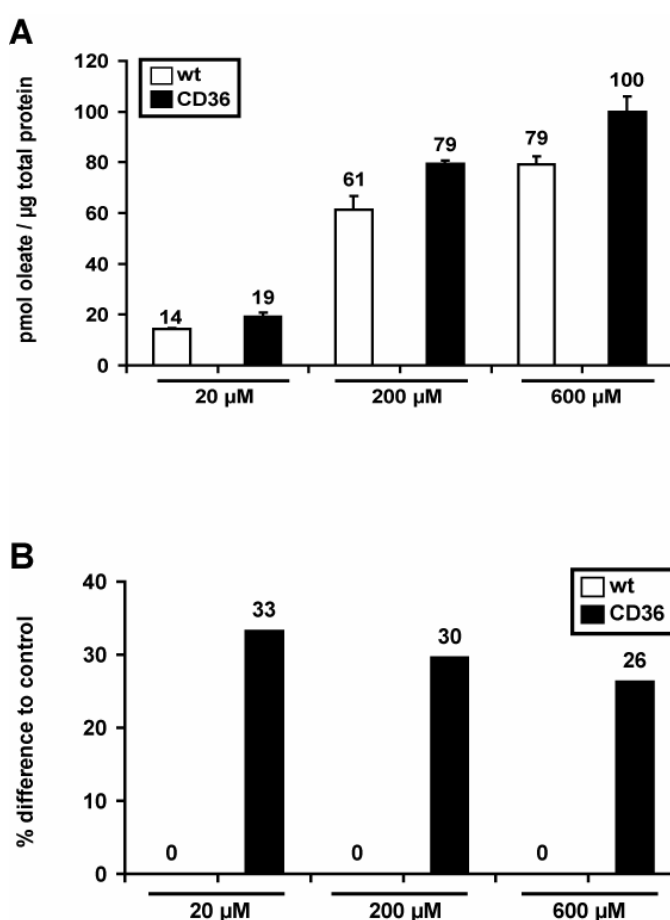 A
pmol oleate / µg total protein
120
100
80
60
40
20
0
wt
CD36
14
19
61
79
79
100
20 µM
200 µM
600 µM
B
% difference to control
40
30
20
10
0
wt
CD36
0
33
0
30
0
26
20 µM
200 µM
600 µM